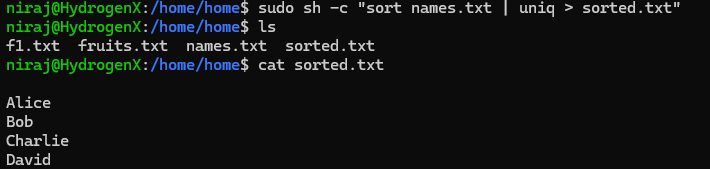 niraj@HydrogenX:/home/home$ sudo sh -c "sort names.txt | uniq > sorted.txt"
niraj@HydrogenX:/home/home$ ls
f1.txt  fruits.txt  names.txt  sorted.txt
niraj@HydrogenX:/home/home$ cat sorted.txt

Alice
Bob
Charlie
David